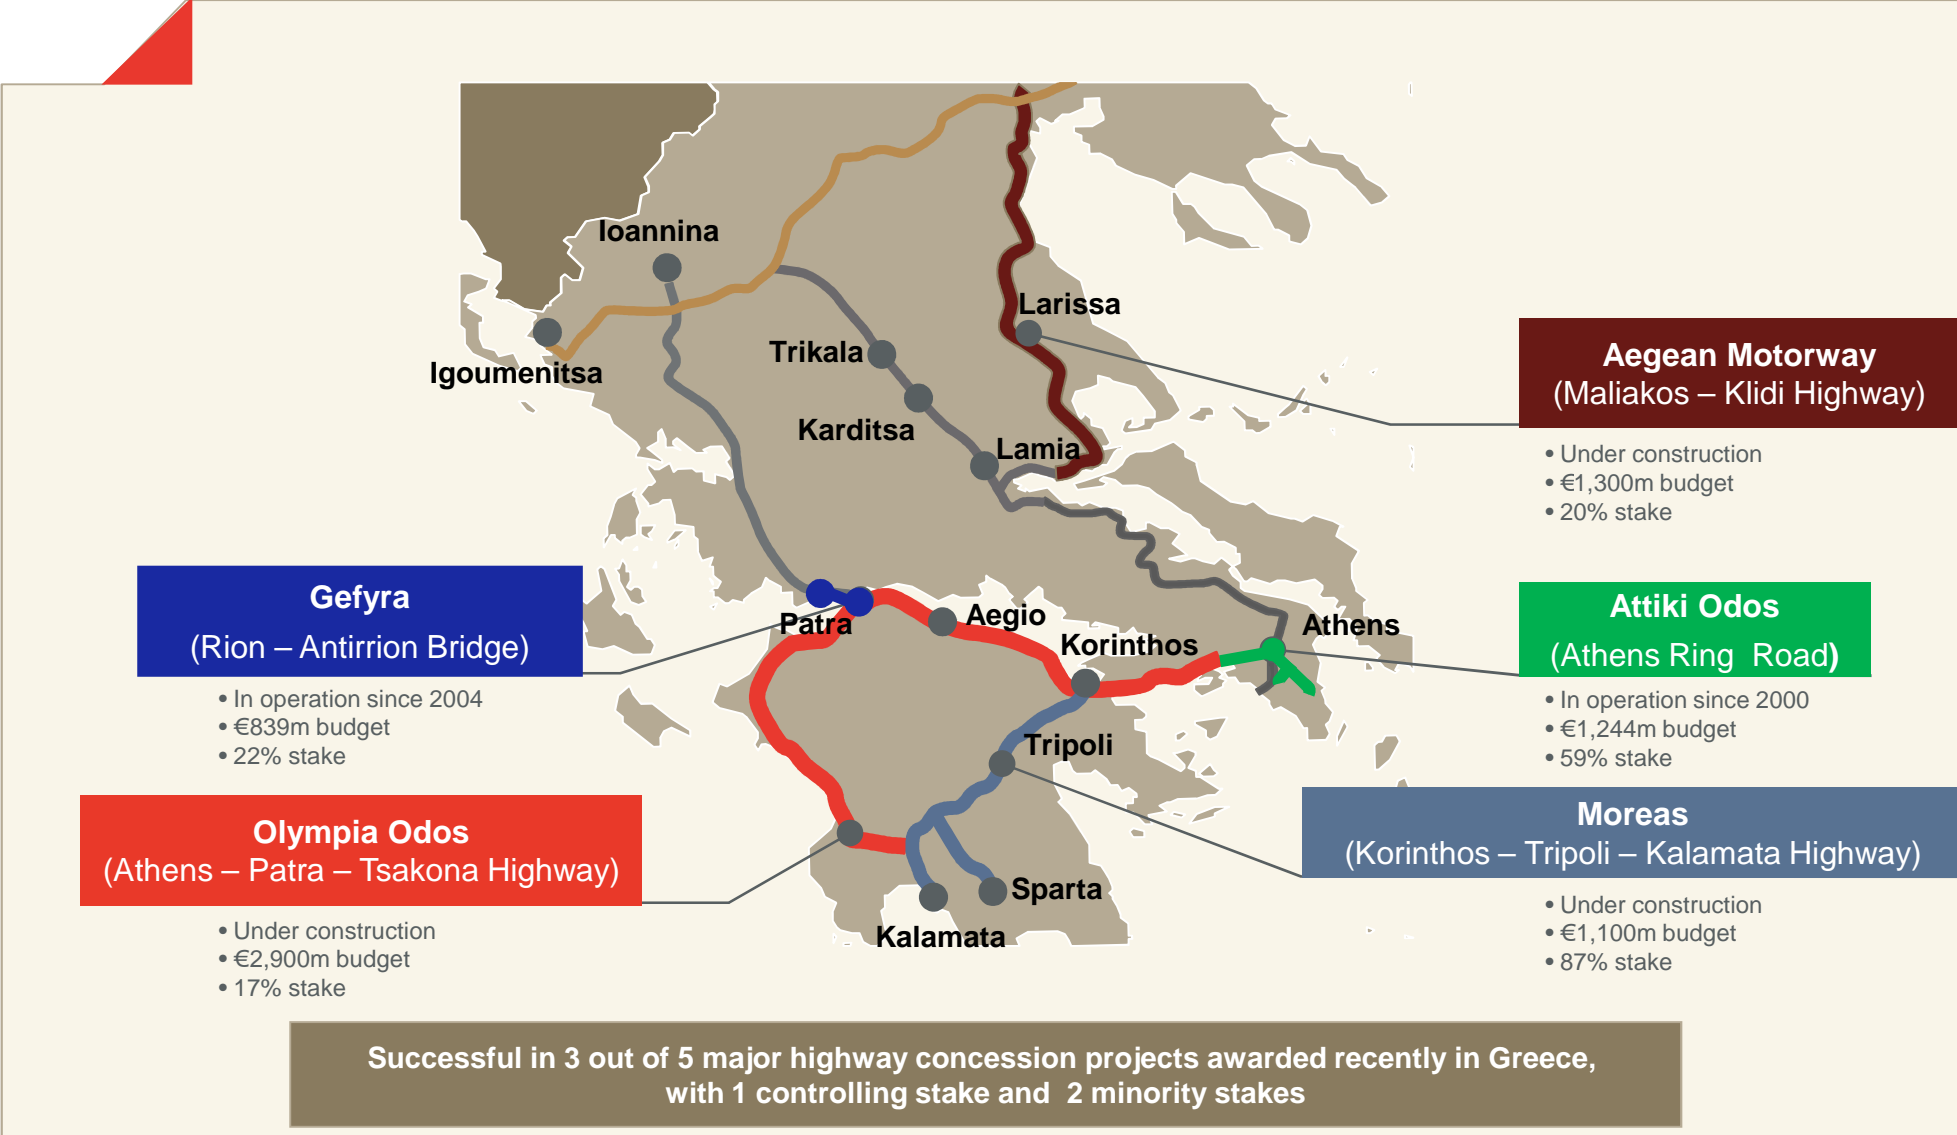 Ioannina
Igoumenitsa
Trikala
Karditsa
Larissa
Lamia
Patra
Aegio
Korinthos
Athens
Tripoli
Sparta
Kalamata
Aegean Motorway
(Maliakos – Klidi Highway)
• Under construction
• €1,300m budget
• 20% stake
Gefyra
(Rion – Antirrion Bridge)
• In operation since 2004
• €839m budget
• 22% stake
Attiki Odos
(Athens Ring  Road)
• In operation since 2000
• €1,244m budget
• 59% stake
Olympia Odos
(Athens – Patra – Tsakona Highway)
• Under construction
• €2,900m budget
• 17% stake
Moreas
(Korinthos – Tripoli – Kalamata Highway)
• Under construction
• €1,100m budget
• 87% stake
Successful in 3 out of 5 major highway concession projects awarded recently in Greece,
with 1 controlling stake and  2 minority stakes